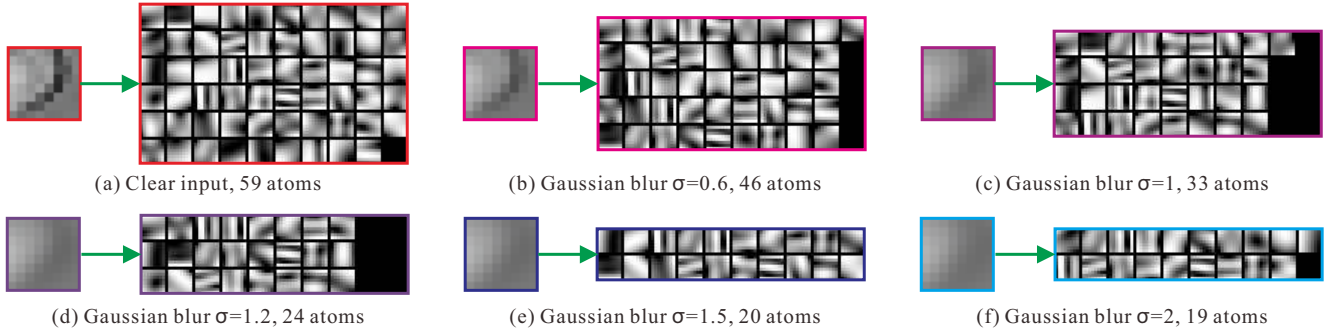 (a) Clear input, 59 atoms
(b) Gaussian blur σ=0.6, 46 atoms
(c) Gaussian blur σ=1, 33 atoms
(d) Gaussian blur σ=1.2, 24 atoms
(e) Gaussian blur σ=1.5, 20 atoms
(f) Gaussian blur σ=2, 19 atoms